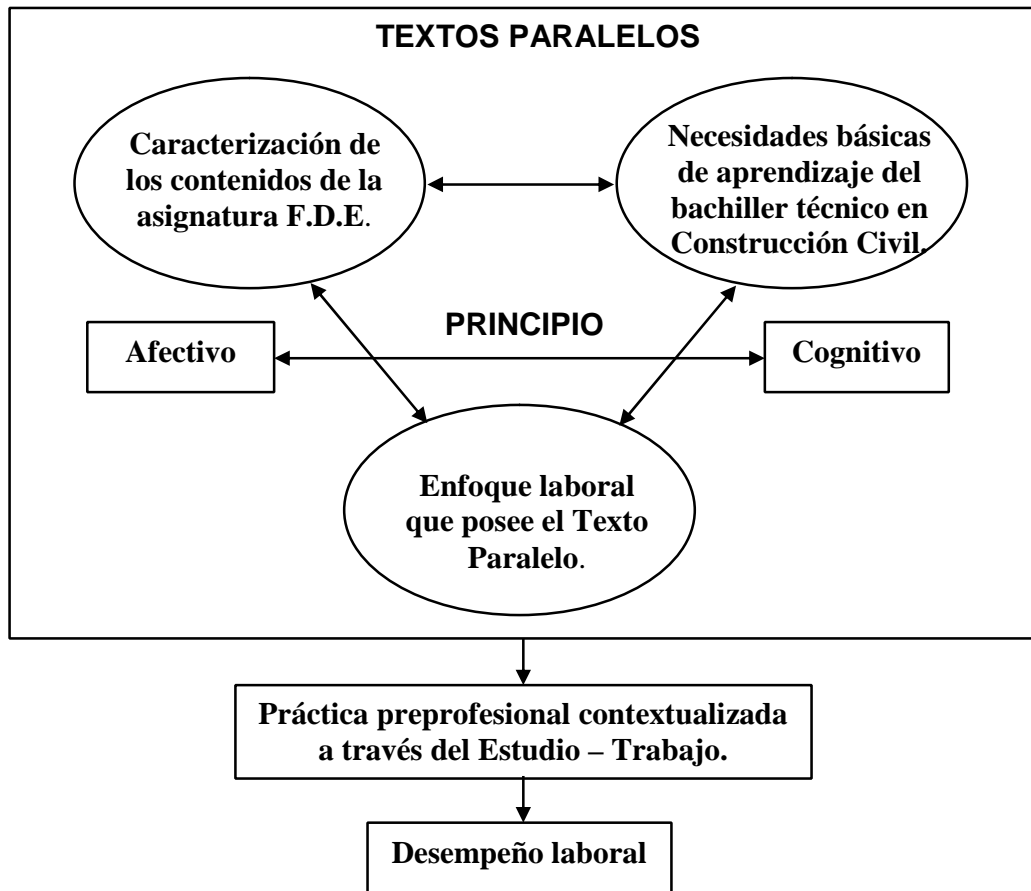 TEXTOS PARALELOS
Caracterización de
los contenidos de la
asignatura F.D.E.
Necesidades básicas
de aprendizaje del
bachiller técnico en
Construcción Civil.
PRINCIPIO
Afectivo
Cognitivo
Enfoque laboral
que posee el Texto
Paralelo.
Práctica preprofesional contextualizada
a través del Estudio – Trabajo.
Desempeño laboral